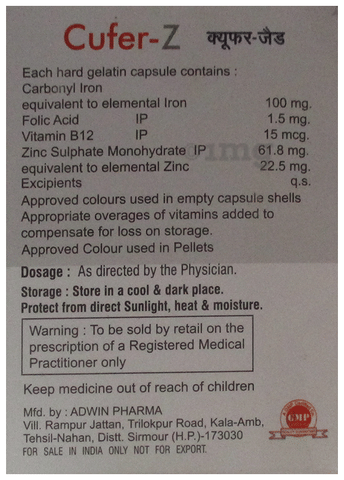 Cufer-Z क्यूफर-जैड
Each hard gelatin capsule contains :
Carbonyl Iron
equivalent to elemental Iron 100 mg.
Folic Acid IP 1.5 mg.
Vitamin B12 IP 15 mcg.
Zinc Sulphate Monohydrate IP 61.8 mg.
equivalent to elemental Zinc 22.5 mg.
Excipients q.s.
Approved colours used in empty capsule shells
Appropriate overages of vitamins added to
compensate for loss on storage.
Approved Colour used in Pellets
Dosage : As directed by the Physician.
Storage : Store in a cool & dark place.
Protect from direct Sunlight, heat & moisture.
Warning : To be sold by retail on the
prescription of a Registered Medical
Practitioner only
Keep medicine out of reach of children
Mfd. by : ADWIN PHARMA
Vill. Rampur Jattan, Trilokpur Road, Kala-Amb,
Tehsil-Nahan, Distt. Sirmour (H.P.)-173030
FOR SALE IN INDIA ONLY NOT FOR EXPORT.
GMP